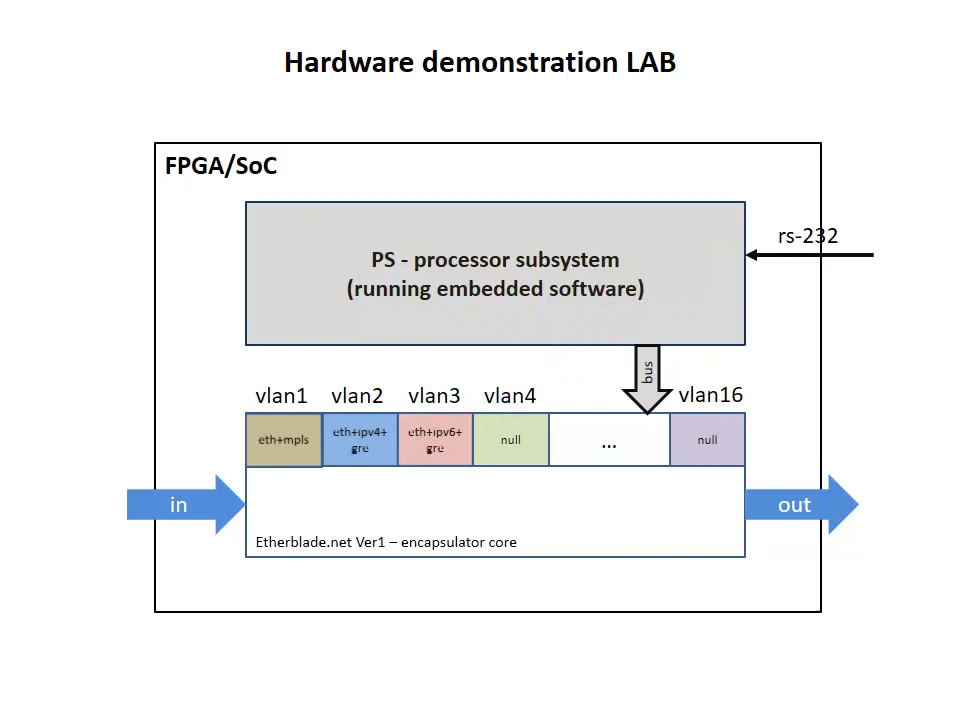 Hardware demonstration LAB
FPGA/SoC
rs-232
PS - processor subsystem
(running embedded software)
bus
vlan1 vlan2 vlan3 vlan4 vlan16
eth+mpls
eth+ipv4+
gre
eth+ipv6+
gre
null
...
null
in
out
Etherblade.net Ver1 – encapsulator core